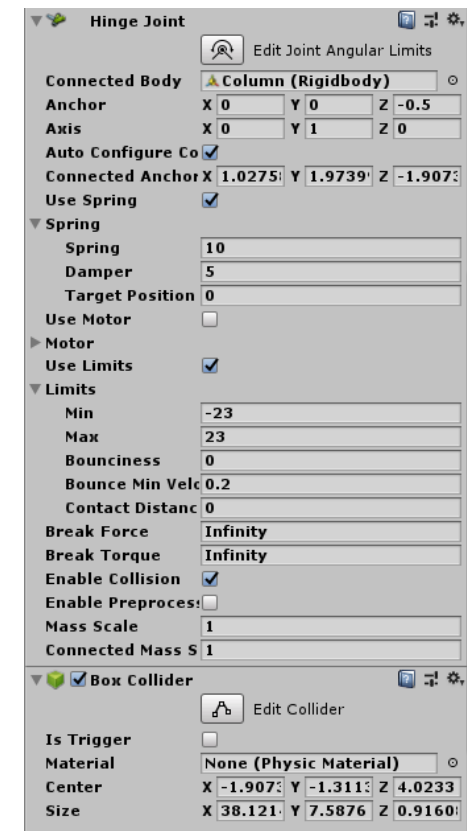 Hinge Joint
Edit Joint Angular Limits
Connected Body Column (Rigidbody)
Anchor X 0 Y 0 Z -0.5
Axis X 0 Y 1 Z 0
Auto Configure Co
Connected Anchor X 1.0275 Y 1.9739 Z -1.907
Use Spring
Spring
Spring 10
Damper 5
Target Position 0
Use Motor
Motor
Use Limits
Limits
Min -23
Max 23
Bounciness 0
Bounce Min Velo 0.2
Contact Distanc 0
Break Force Infinity
Break Torque Infinity
Enable Collision
Enable Preproces
Mass Scale 1
Connected Mass S 1
Box Collider
Edit Collider
Is Trigger
Material None (Physic Material)
Center X -1.907 Y -1.311 Z 4.0233
Size X 38.121 Y 7.5876 Z 0.9160